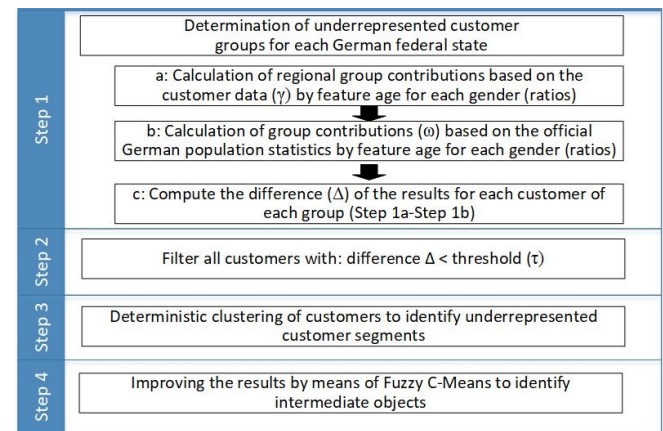 Step 1
Determination of underrepresented customer
groups for each German federal state
a: Calculation of regional group contributions based on the
customer data (γ) by feature age for each gender (ratios)
b: Calculation of group contributions (ω) based on the official
German population statistics by feature age for each gender (ratios)
c: Compute the difference (Δ) of the results for each customer of
each group (Step 1a-Step 1b)
Step 2
Filter all customers with: difference Δ < threshold (τ)
Step 3
Deterministic clustering of customers to identify underrepresented
customer segments
Step 4
Improving the results by means of Fuzzy C-Means to identify
intermediate objects